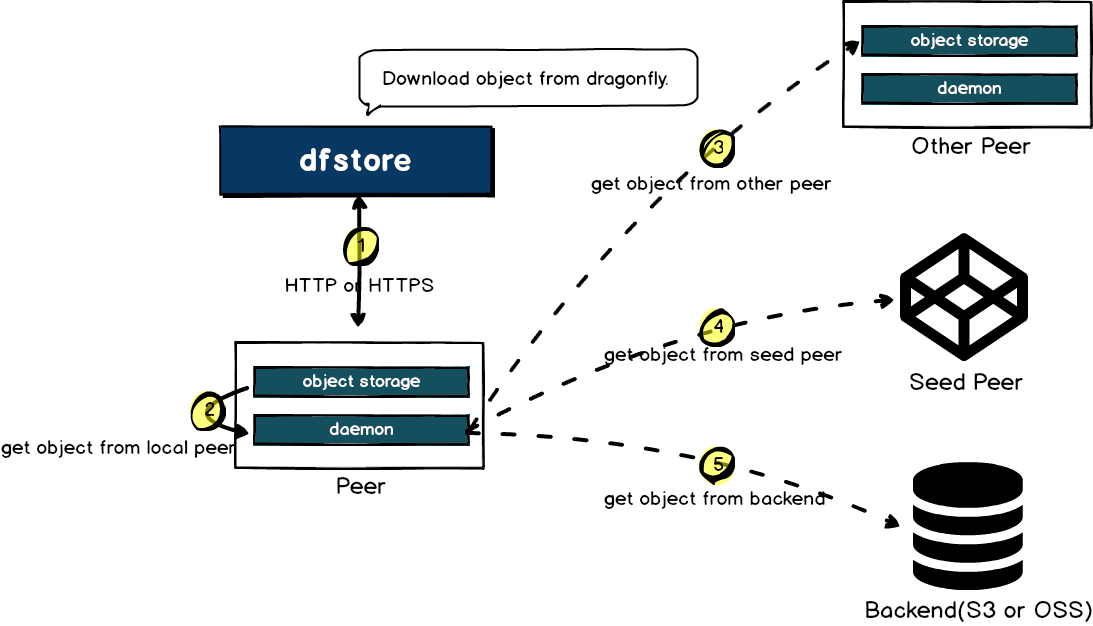 Download object from dragonfly.
dfstore
1
HTTP or HTTPS
object storage
daemon
2
get object from local peer
Peer
3
get object from other peer
object storage
daemon
Other Peer
4
get object from seed peer
Seed Peer
5
get object from backend
Backend(S3 or OSS)